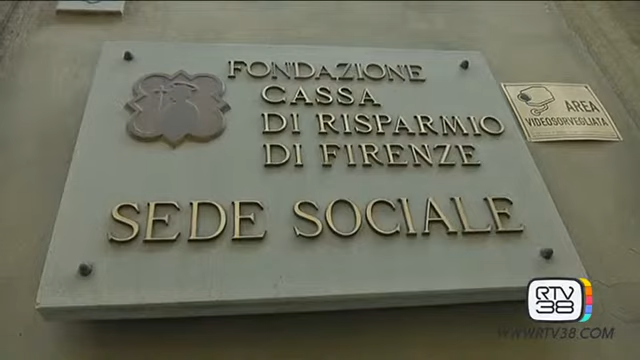 FONDAZIONE
CASSA
DI RISPARMIO
DI FIRENZE
SEDE SOCIALE
AREA
VIDEOSORVEGLIATA
RTV
38
WWW.RTV38.COM